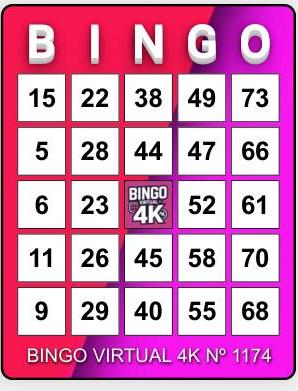 B I N G O
15 22 38 49 73
5 28 44 47 66
6 23 BINGO VIRTUAL 4K 52 61
11 26 45 58 70
9 29 40 55 68
BINGO VIRTUAL 4K Nº 1174